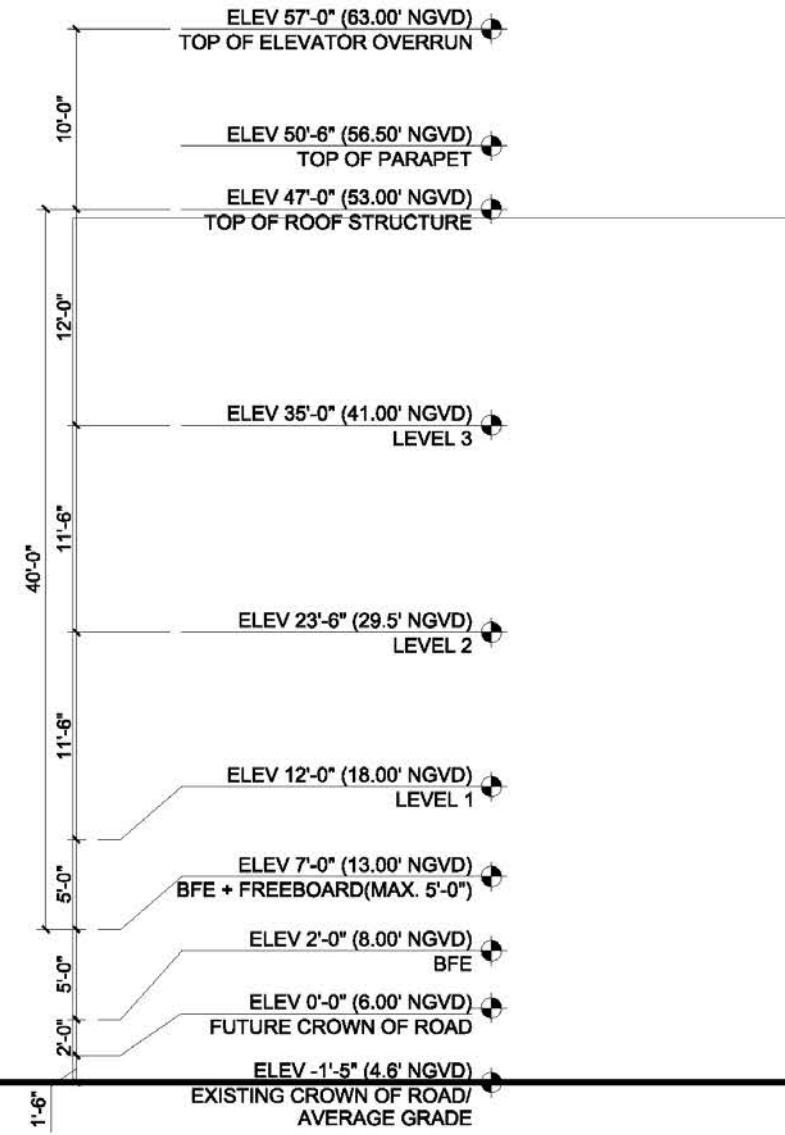 ELEV 57'-0" (63.00' NGVD)
TOP OF ELEVATOR OVERRUN
10'-0"
ELEV 50'-6" (56.50' NGVD)
TOP OF PARAPET
ELEV 47'-0" (53.00' NGVD)
TOP OF ROOF STRUCTURE
12'-0"
ELEV 35'-0" (41.00' NGVD)
LEVEL 3
11'-6"
40'-0"
ELEV 23'-6" (29.5' NGVD)
LEVEL 2
11'-6"
ELEV 12'-0" (18.00' NGVD)
LEVEL 1
5'-0"
ELEV 7'-0" (13.00' NGVD)
BFE + FREEBOARD(MAX. 5'-0")
ELEV 2'-0" (8.00' NGVD)
BFE
5'-0"
ELEV 0'-0" (6.00' NGVD)
FUTURE CROWN OF ROAD
2'-0"
ELEV -1'-5" (4.6' NGVD)
EXISTING CROWN OF ROAD/
AVERAGE GRADE
1'-6"